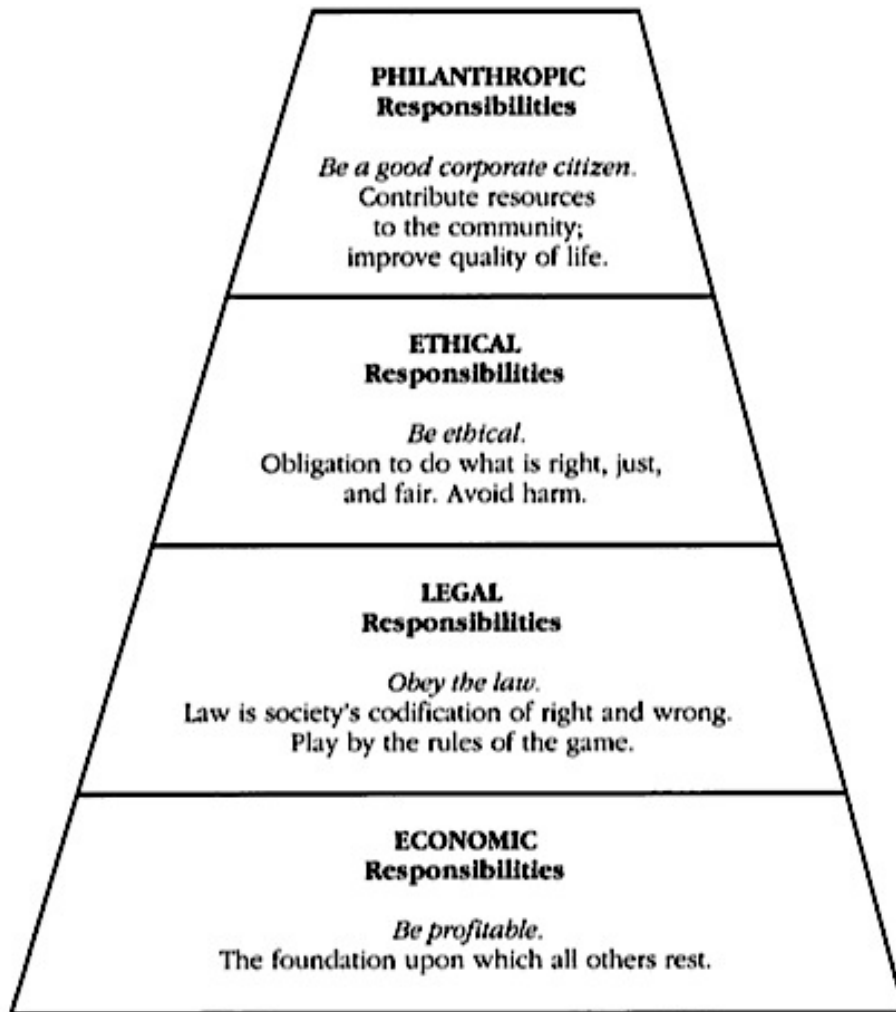 PHILANTHROPIC
Responsibilities
Be a good corporate citizen.
Contribute resources
to the community;
improve quality of life.
ETHICAL
Responsibilities
Be ethical.
Obligation to do what is right, just,
and fair. Avoid harm.
LEGAL
Responsibilities
Obey the law.
Law is society's codification of right and wrong.
Play by the rules of the game.
ECONOMIC
Responsibilities
Be profitable.
The foundation upon which all others rest.